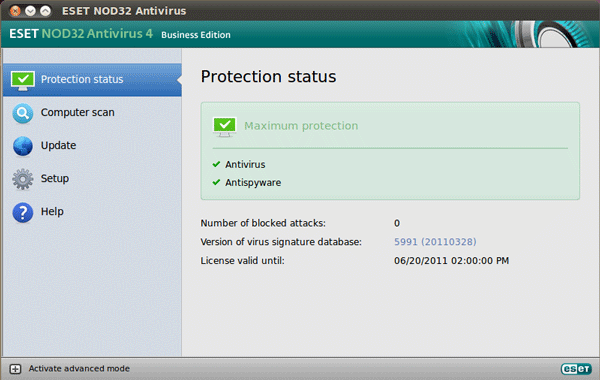 ESET NOD32 Antivirus
ESET NOD32 Antivirus 4 Business Edition
Protection status
Computer scan
Update
Setup
Help
Protection status
Maximum protection
Antivirus
Antispyware
Number of blocked attacks: 0
Version of virus signature database: 5991 (20110328)
License valid until: 06/20/2011 02:00:00 PM
Activate advanced mode
eseT